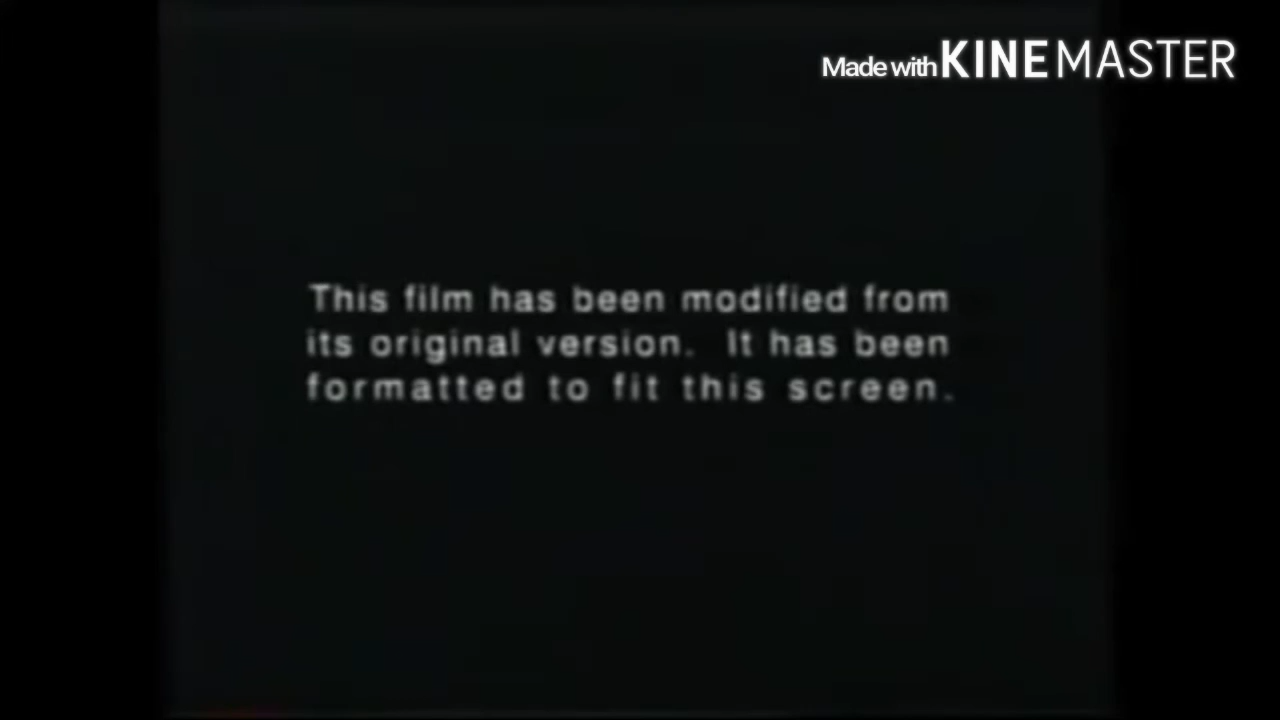 Made with KINEMASTER
This film has been modified from
its original version. It has been
formatted to fit this screen.